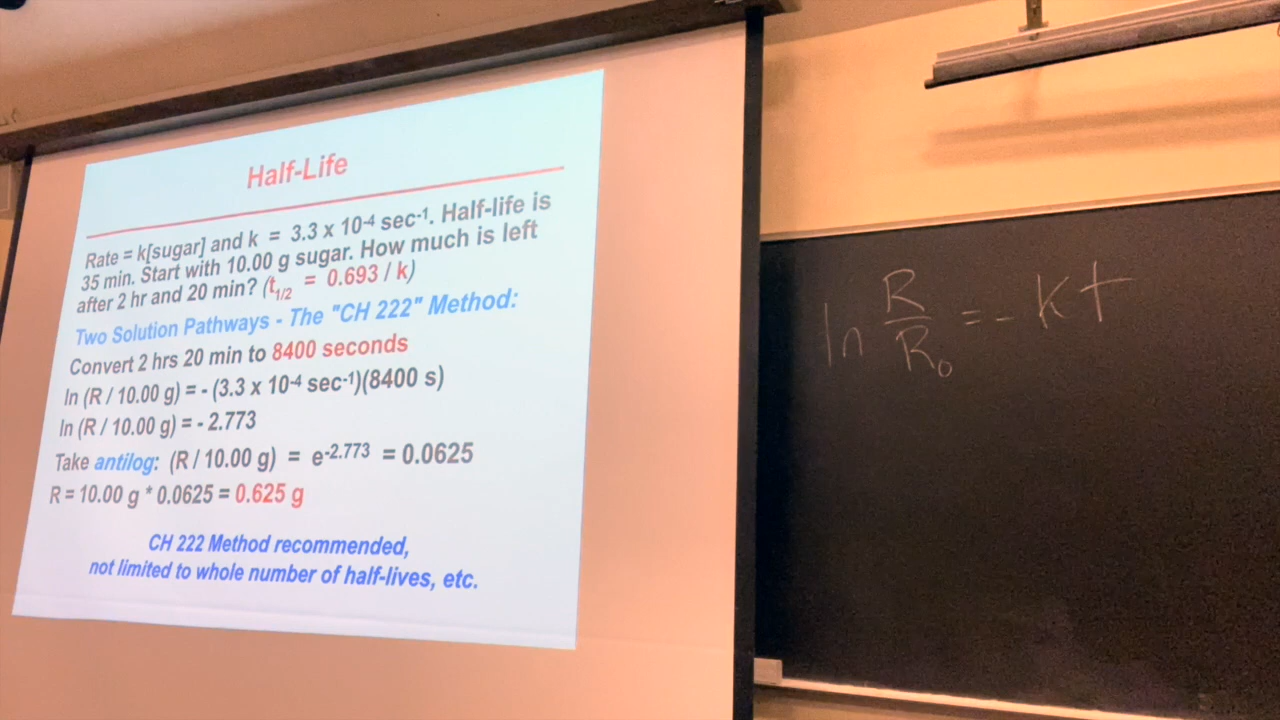 Half-Life
Rate = k[sugar] and k = 3.3 x 10⁻⁴ sec⁻¹. Half-life is
35 min. Start with 10.00 g sugar. How much is left
after 2 hr and 20 min? (t₁/₂ = 0.693 / k)
Two Solution Pathways - The "CH 222" Method:
Convert 2 hrs 20 min to 8400 seconds
ln (R / 10.00 g) = - (3.3 x 10⁻⁴ sec⁻¹)(8400 s)
ln (R / 10.00 g) = - 2.773
Take antilog: (R / 10.00 g) = e⁻²·⁷⁷³ = 0.0625
R = 10.00 g * 0.0625 = 0.625 g
CH 222 Method recommended,
not limited to whole number of half-lives, etc.
ln R/R₀ = - kt